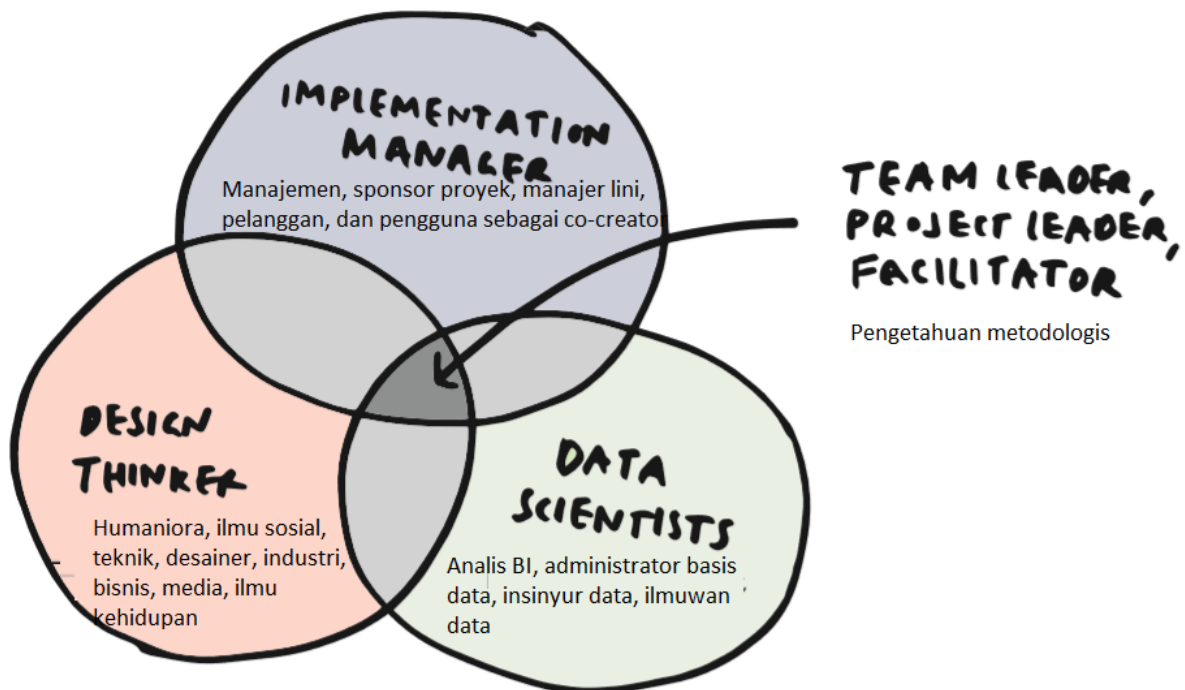 IMPLEMENTATION
MANAGER
Manajemen, sponsor proyek, manajer lini,
pelanggan, dan pengguna sebagai co-creator
TEAM LEADER,
PROJECT LEADER,
FACILITATOR
Pengetahuan metodologis
DESIGN
THINKER
Humaniora, ilmu sosial,
teknik, desainer, industri,
bisnis, media, ilmu
kehidupan
DATA
SCIENTISTS
Analis BI, administrator basis
data, insinyur data, ilmuwan
data